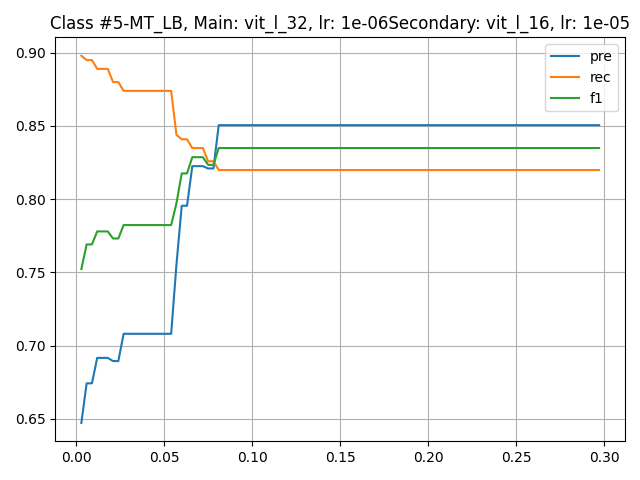 Class #5-MT_LB, Main: vit_l_32, lr: 1e-06Secondary: vit_l_16, lr: 1e-05
pre
rec
f1
0.90
0.85
0.80
0.75
0.70
0.65
0.00 0.05 0.10 0.15 0.20 0.25 0.30